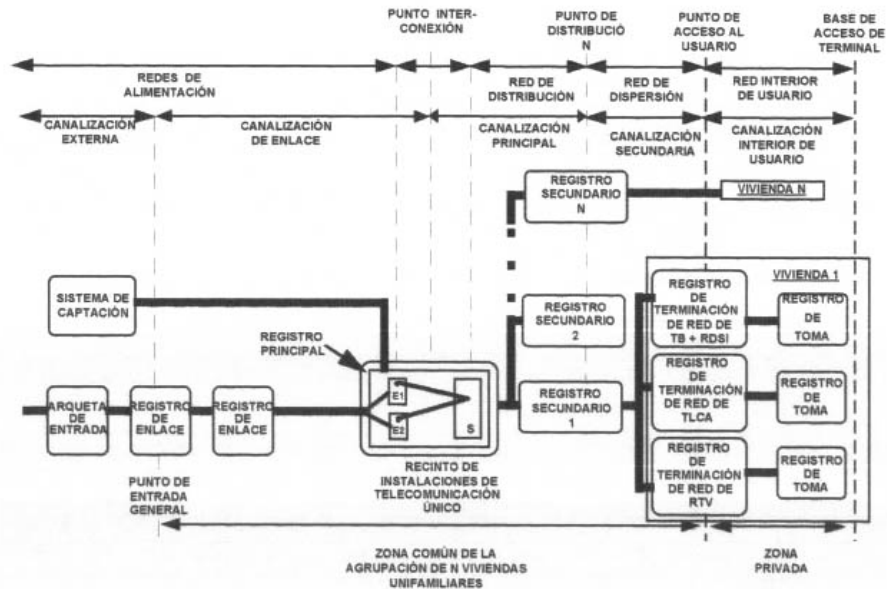 PUNTO INTER-
CONEXIÓN
PUNTO DE
DISTRIBUCIÓ
N
PUNTO DE
ACCESO AL
USUARIO
BASE DE
ACCESO DE
TERMINAL
REDES DE
ALIMENTACIÓN
RED DE
DISTRIBUCIÓN
RED DE
DISPERSIÓN
RED INTERIOR
DE USUARIO
CANALIZACIÓN
EXTERNA
CANALIZACIÓN
DE ENLACE
CANALIZACIÓN
PRINCIPAL
CANALIZACIÓN
SECUNDARIA
CANALIZACIÓN
INTERIOR DE
USUARIO
REGISTRO
SECUNDARIO
N
VIVIENDA N
SISTEMA DE
CAPTACIÓN
REGISTRO
PRINCIPAL
REGISTRO
SECUNDARIO
2
VIVIENDA 1
REGISTRO
DE
TERMINACIÓN
DE RED DE
TB + RDSI
REGISTRO
DE
TOMA
ARQUETA
DE
ENTRADA
REGISTRO
DE
ENLACE
REGISTRO
DE
ENLACE
E1
E2
S
REGISTRO
SECUNDARIO
1
REGISTRO
DE
TERMINACIÓN
DE RED DE
TLCA
REGISTRO
DE TOMA
REGISTRO
DE
TERMINACIÓN
DE RED DE
RTV
REGISTRO
DE
TOMA
PUNTO DE
ENTRADA
GENERAL
RECINTO DE
INSTALACIONES DE
TELECOMUNICACIÓN
ÚNICO
ZONA COMÚN DE LA
AGRUPACIÓN DE N VIVIENDAS
UNIFAMILIARES
ZONA
PRIVADA